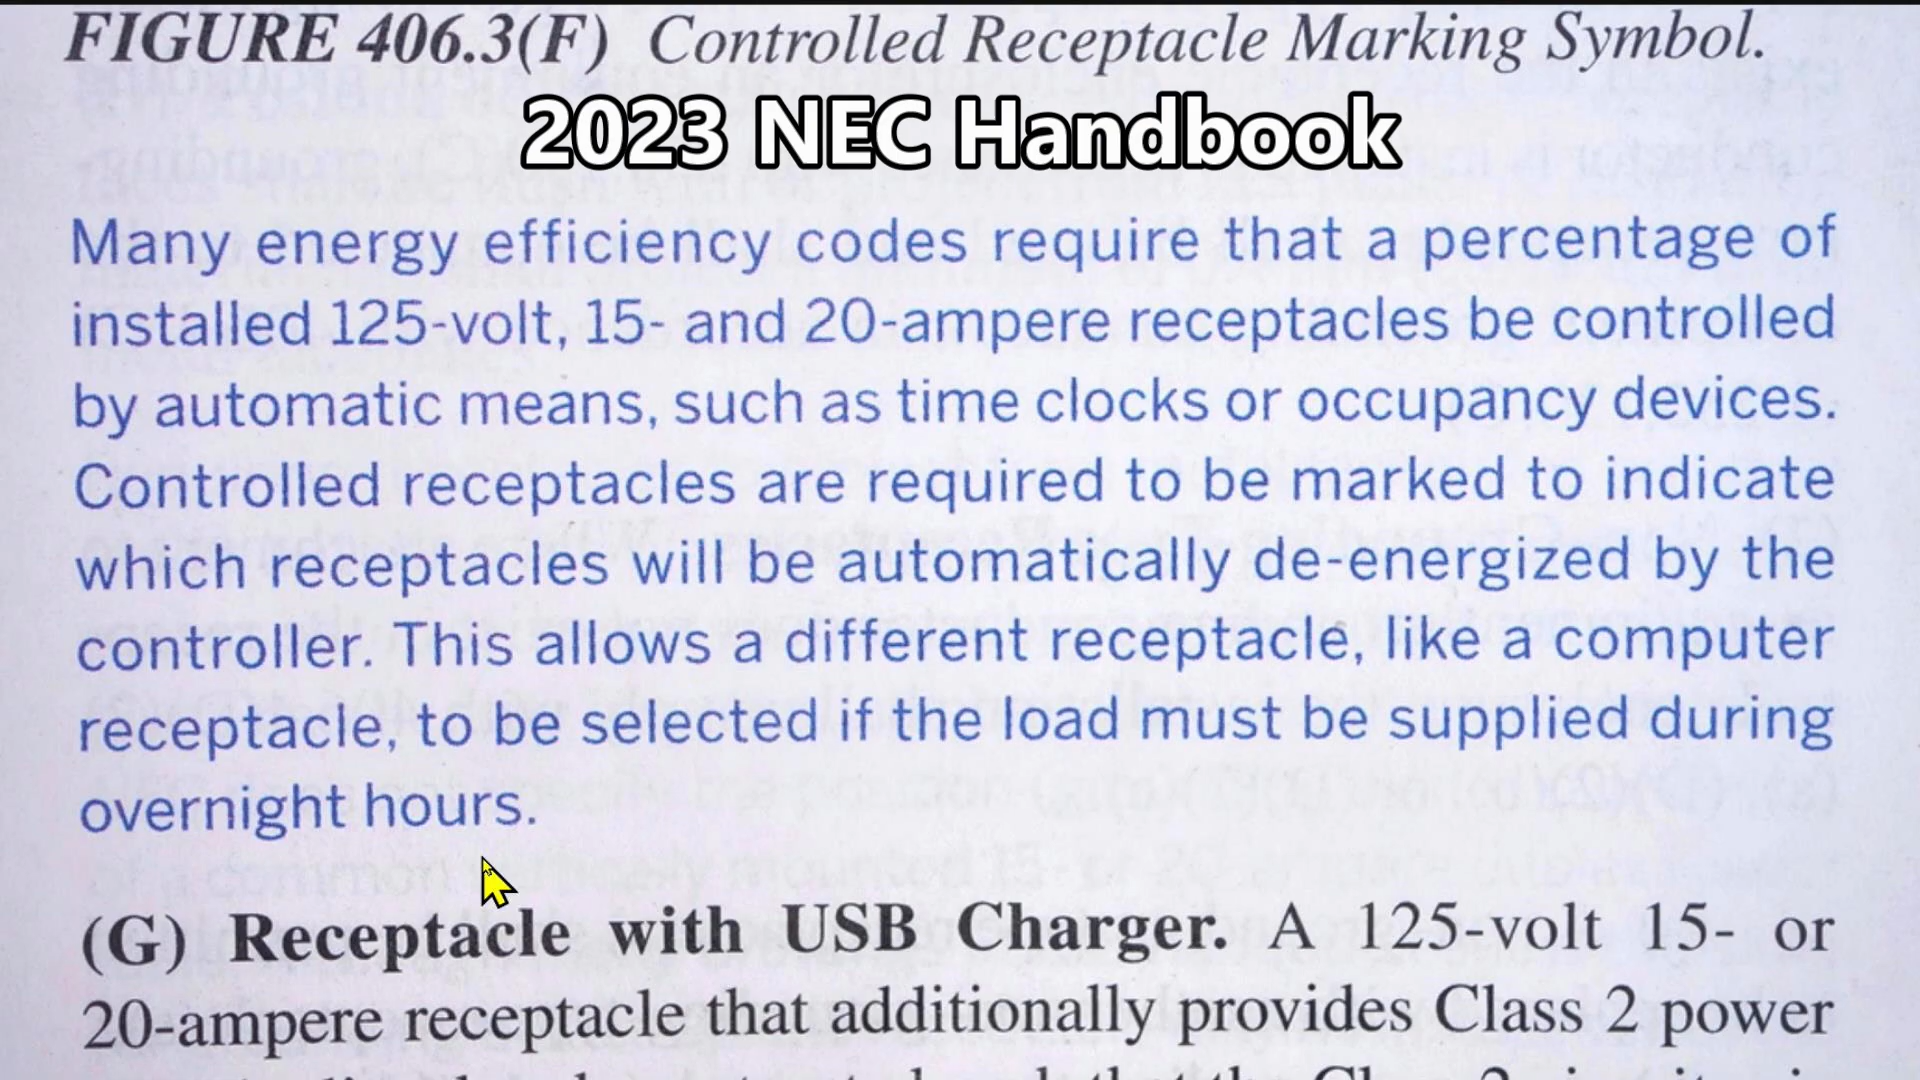 FIGURE 406.3(F) Controlled Receptacle Marking Symbol.
2023 NEC Handbook
Many energy efficiency codes require that a percentage of
installed 125-volt, 15- and 20-ampere receptacles be controlled
by automatic means, such as time clocks or occupancy devices.
Controlled receptacles are required to be marked to indicate
which receptacles will be automatically de-energized by the
controller. This allows a different receptacle, like a computer
receptacle, to be selected if the load must be supplied during
overnight hours.
(G) Receptacle with USB Charger. A 125-volt 15- or
20-ampere receptacle that additionally provides Class 2 power